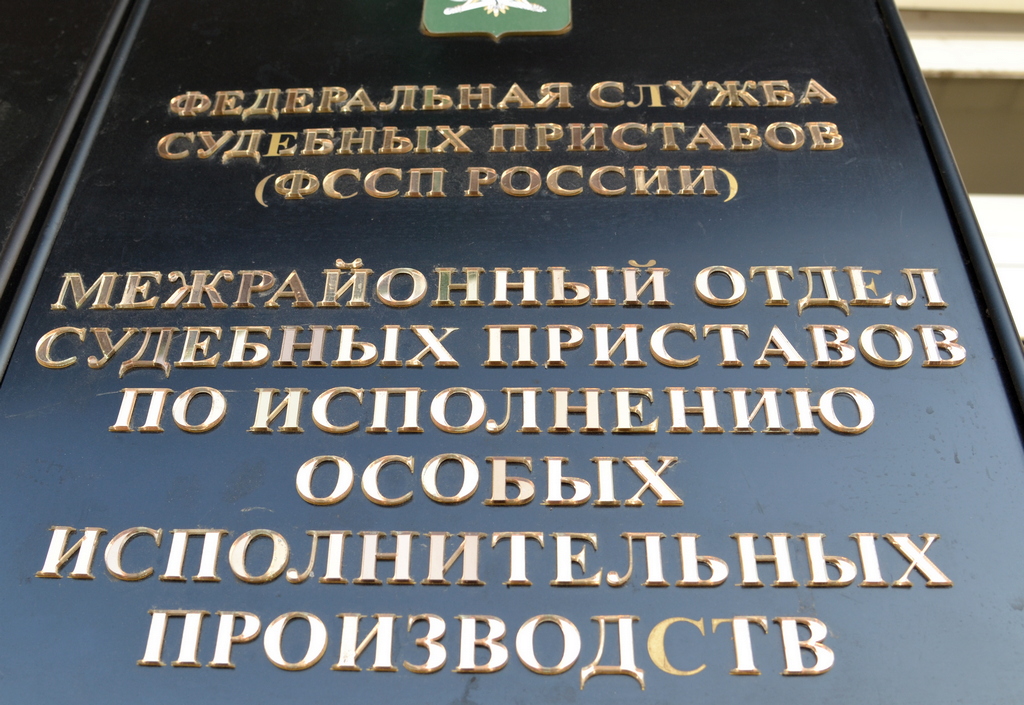 ФЕДЕРАЛЬНАЯ СЛУЖБА
СУДЕБНЫХ ПРИСТАВОВ
(ФССП РОССИИ)
МЕЖРАЙОННЫЙ ОТДЕЛ
СУДЕБНЫХ ПРИСТАВОВ
ПО ИСПОЛНЕНИЮ
ОСОБЫХ
ИСПОЛНИТЕЛЬНЫХ
ПРОИЗВОДСТВ